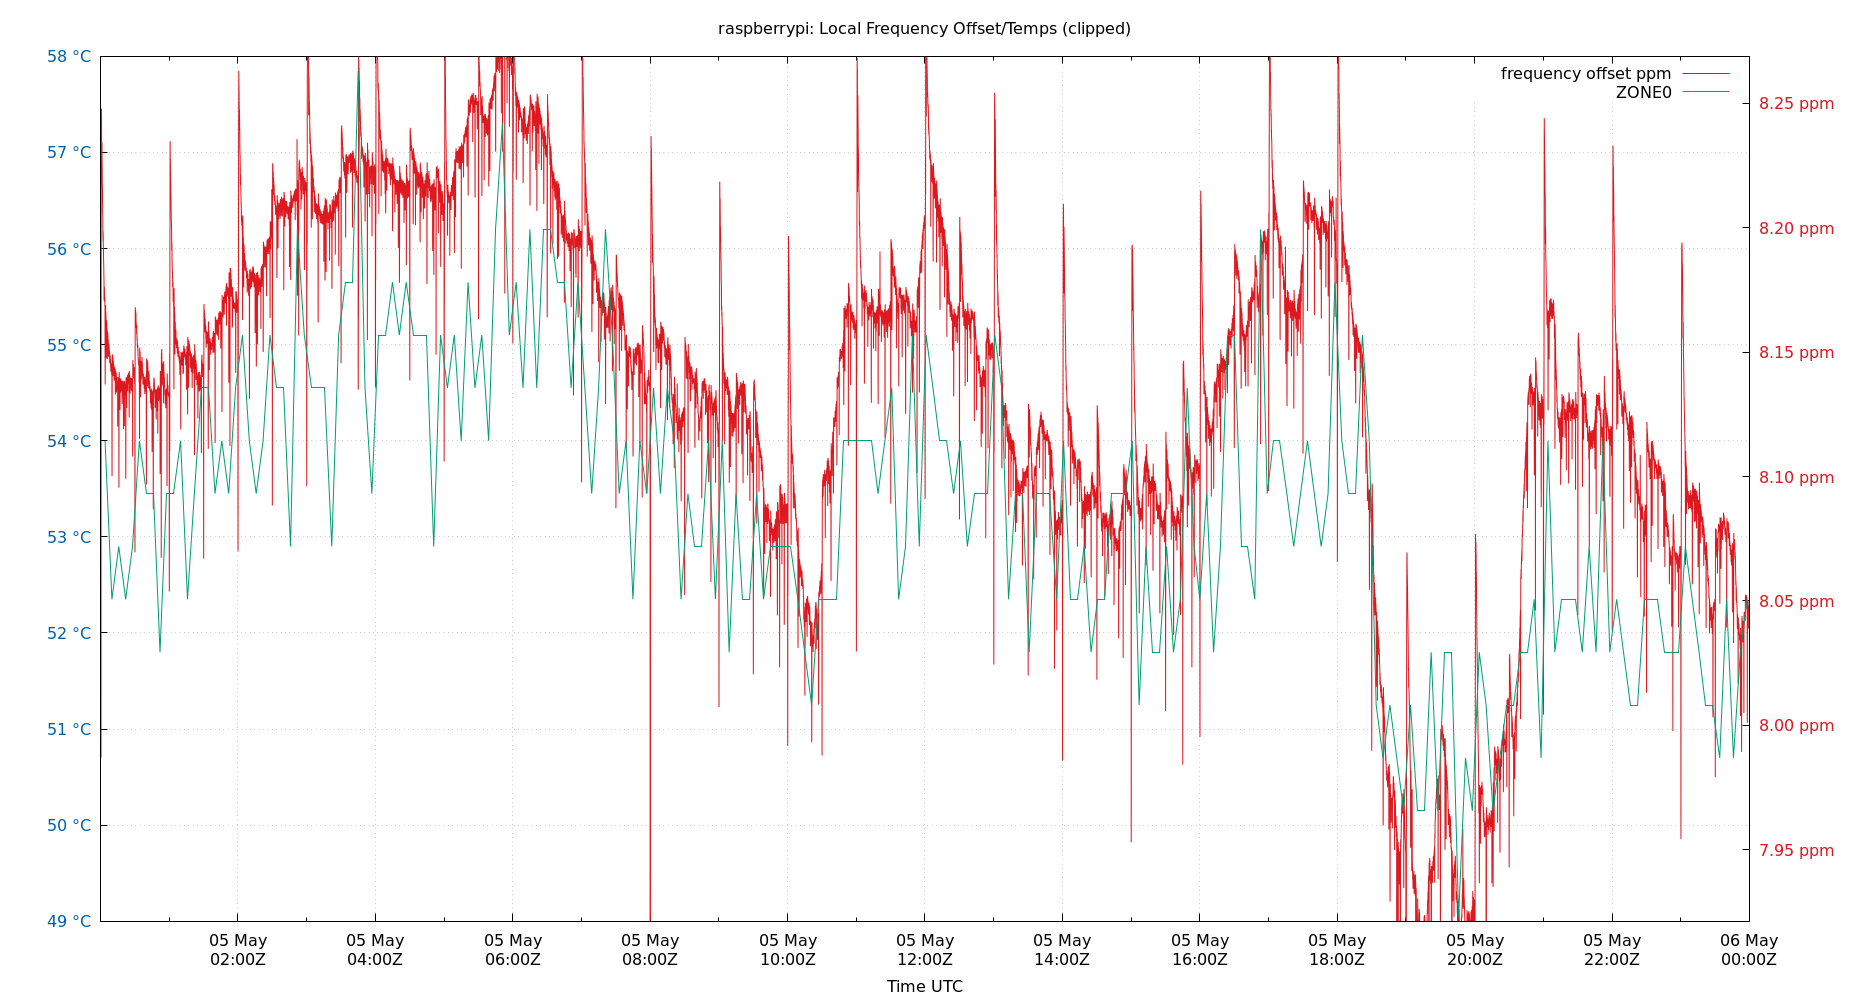 raspberrypi: Local Frequency Offset/Temps (clipped)
58 °C
57 °C
56 °C
55 °C
54 °C
53 °C
52 °C
51 °C
50 °C
49 °C
frequency offset ppm
ZONE0
8.25 ppm
8.20 ppm
8.15 ppm
8.10 ppm
8.05 ppm
8.00 ppm
7.95 ppm
05 May
02:00Z
05 May
04:00Z
05 May
06:00Z
05 May
08:00Z
05 May
10:00Z
05 May
12:00Z
05 May
14:00Z
05 May
16:00Z
05 May
18:00Z
05 May
20:00Z
05 May
22:00Z
06 May
00:00Z
Time UTC